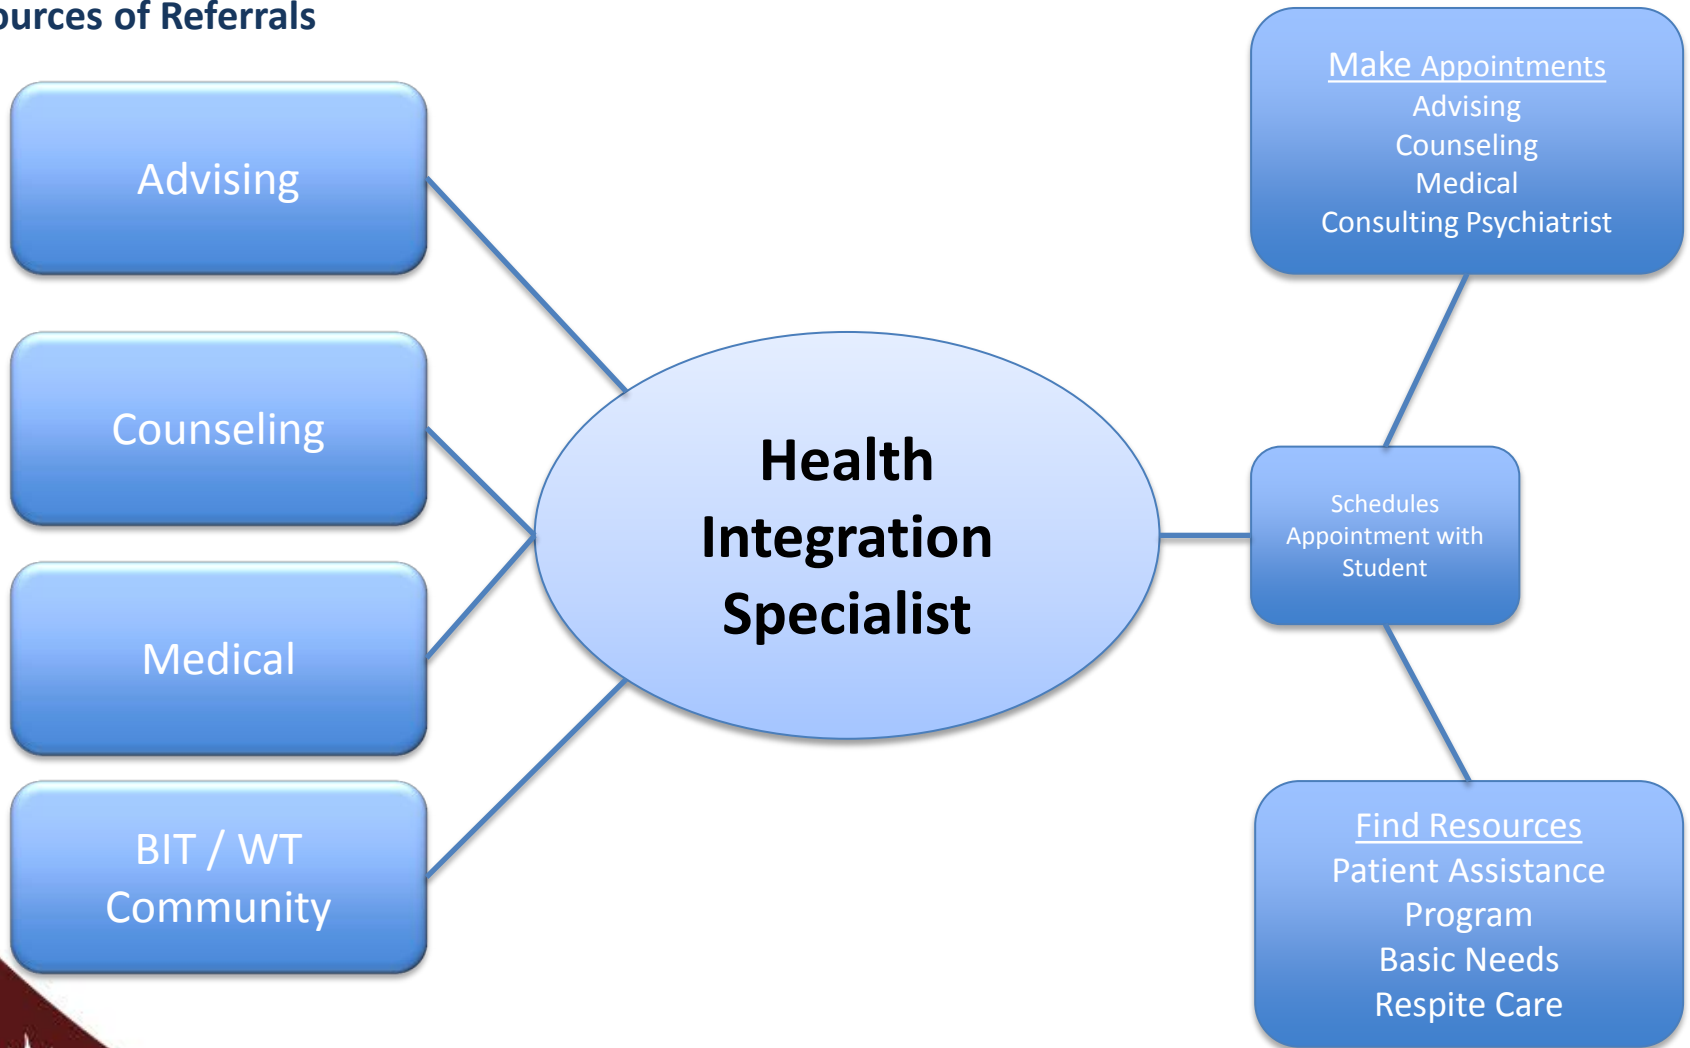 ources of Referrals
Advising
Counseling
Medical
BIT / WT
Community
Health
Integration
Specialist
Make Appointments
Advising
Counseling
Medical
Consulting Psychiatrist
Schedules
Appointment with
Student
Find Resources
Patient Assistance
Program
Basic Needs
Respite Care